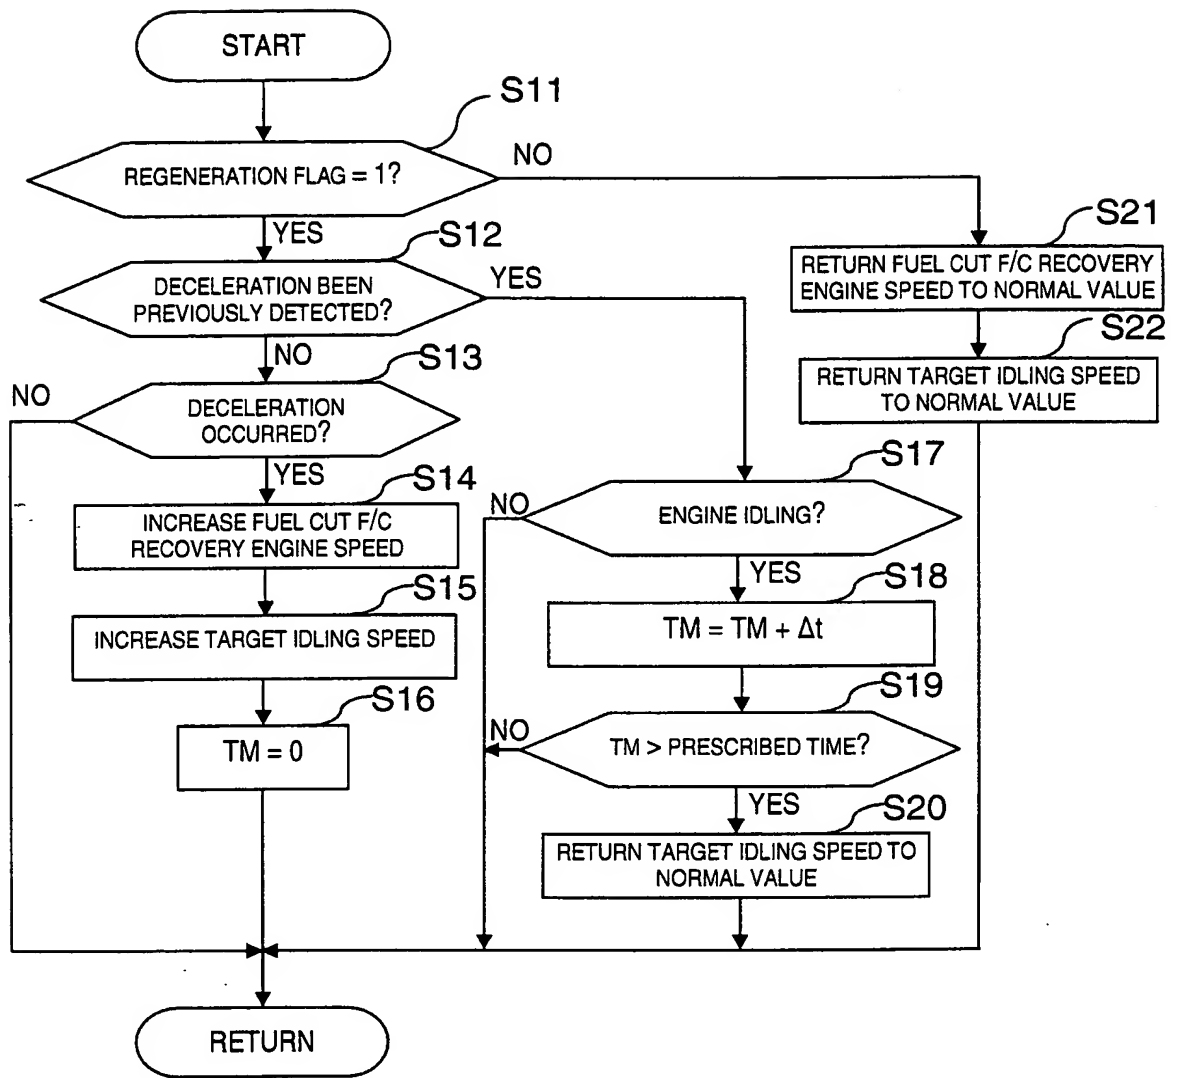 START
S11
REGENERATION FLAG = 1?
NO
YES
S12
DECELERATION BEEN
PREVIOUSLY DETECTED?
YES
NO
S13
NO
DECELERATION
OCCURRED?
YES
S14
INCREASE FUEL CUT F/C
RECOVERY ENGINE SPEED
S15
INCREASE TARGET IDLING SPEED
S16
TM = 0
S17
NO
ENGINE IDLING?
YES
S18
TM = TM + Δt
S19
NO
TM > PRESCRIBED TIME?
YES
S20
RETURN TARGET IDLING SPEED TO
NORMAL VALUE
S21
RETURN FUEL CUT F/C RECOVERY
ENGINE SPEED TO NORMAL VALUE
S22
RETURN TARGET IDLING SPEED
TO NORMAL VALUE
RETURN